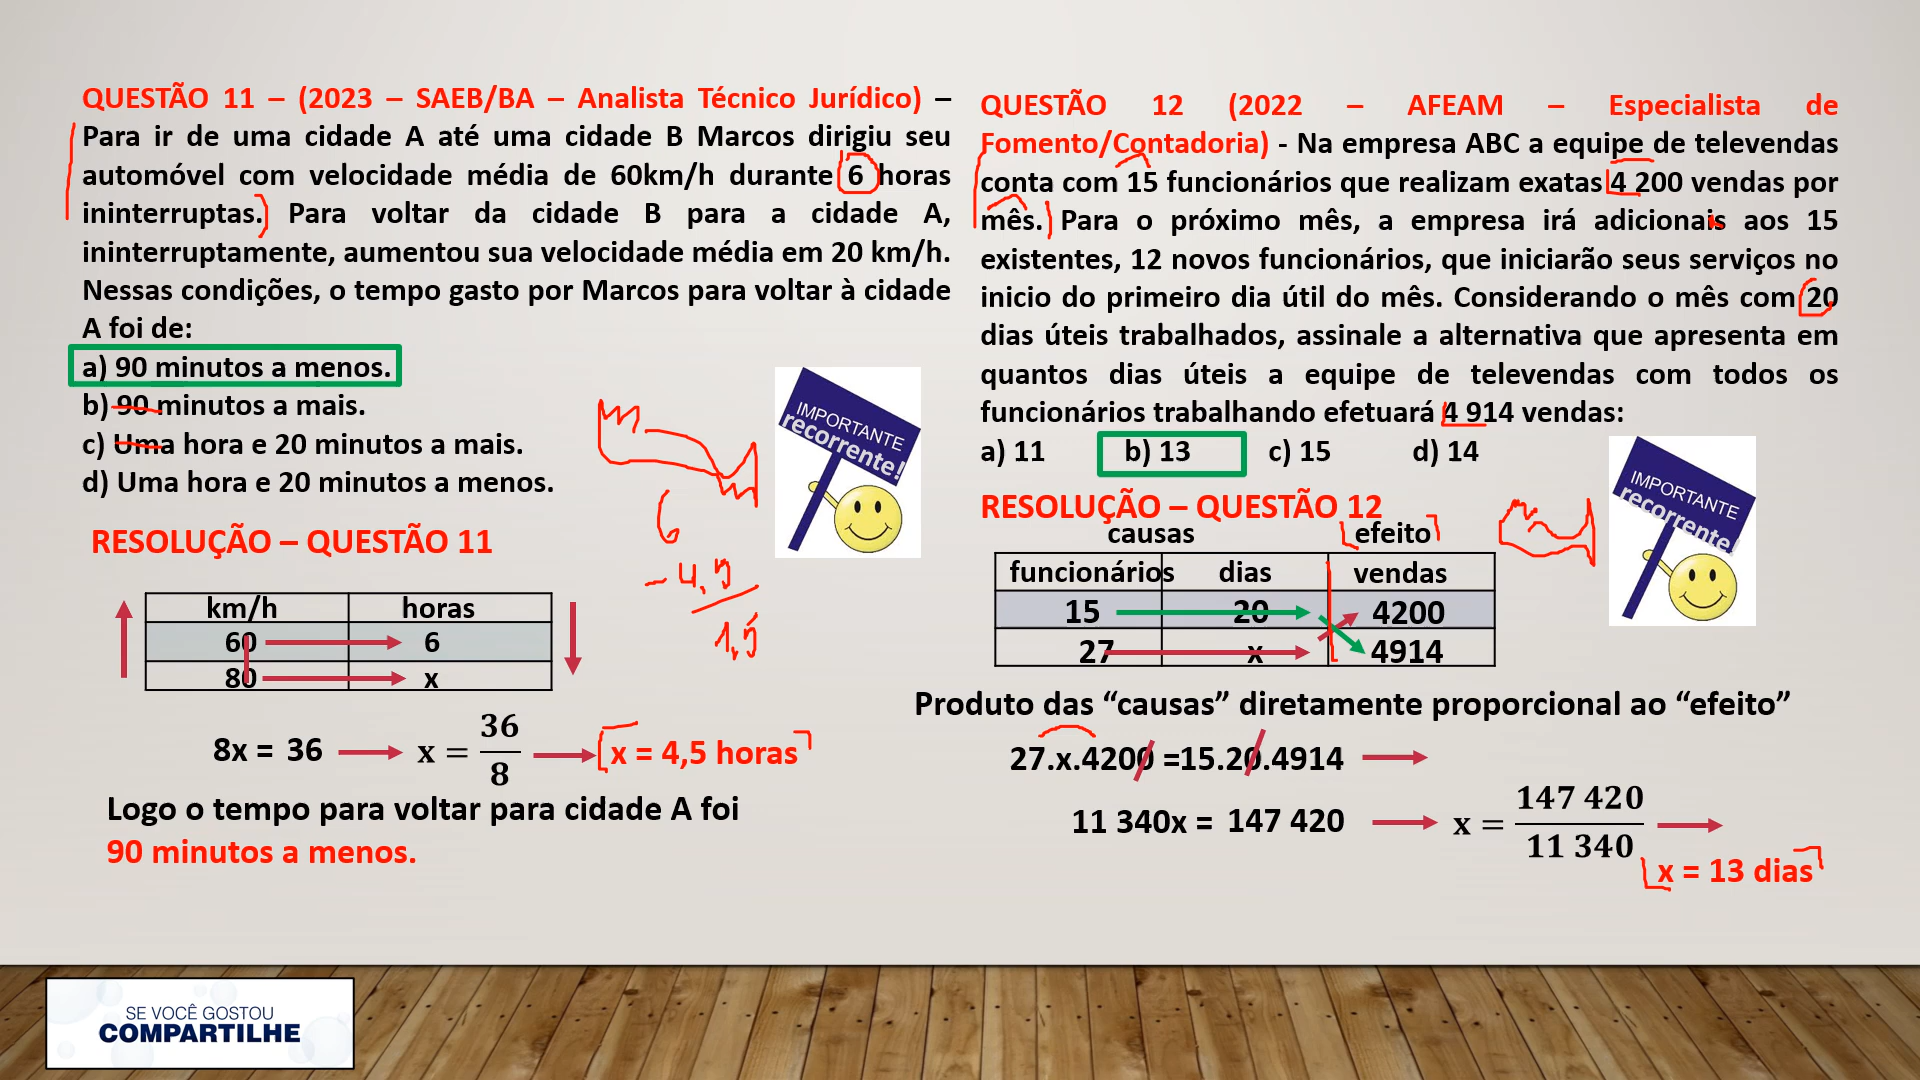 QUESTÃO 11 – (2023 – SAEB/BA – Analista Técnico Jurídico) –
Para ir de uma cidade A até uma cidade B Marcos dirigiu seu
automóvel com velocidade média de 60km/h durante 6 horas
ininterruptas. Para voltar da cidade B para a cidade A,
ininterruptamente, aumentou sua velocidade média em 20 km/h.
Nessas condições, o tempo gasto por Marcos para voltar à cidade
A foi de:
a) 90 minutos a menos.
b) 90 minutos a mais.
c) Uma hora e 20 minutos a mais.
d) Uma hora e 20 minutos a menos.
IMPORTANTE
recorrente!
6
- 4,5
1,5
RESOLUÇÃO – QUESTÃO 11
km/h horas
60 6
80 x
8x = 36 x = 36/8 x = 4,5 horas
Logo o tempo para voltar para cidade A foi
90 minutos a menos.
QUESTÃO 12 (2022 – AFEAM – Especialista de
Fomento/Contadoria) - Na empresa ABC a equipe de televendas
conta com 15 funcionários que realizam exatas 4 200 vendas por
mês. Para o próximo mês, a empresa irá adicionais aos 15
existentes, 12 novos funcionários, que iniciarão seus serviços no
inicio do primeiro dia útil do mês. Considerando o mês com 20
dias úteis trabalhados, assinale a alternativa que apresenta em
quantos dias úteis a equipe de televendas com todos os
funcionários trabalhando efetuará 4 914 vendas:
a) 11 b) 13 c) 15 d) 14
IMPORTANTE
recorrente!
RESOLUÇÃO – QUESTÃO 12
causas efeito
funcionários dias vendas
15 20 4200
27 x 4914
Produto das “causas” diretamente proporcional ao “efeito”
27.x.4200 =15.20.4914
11 340x = 147 420 x = 147 420/11 340
x = 13 dias
SE VOCÊ GOSTOU
COMPARTILHE